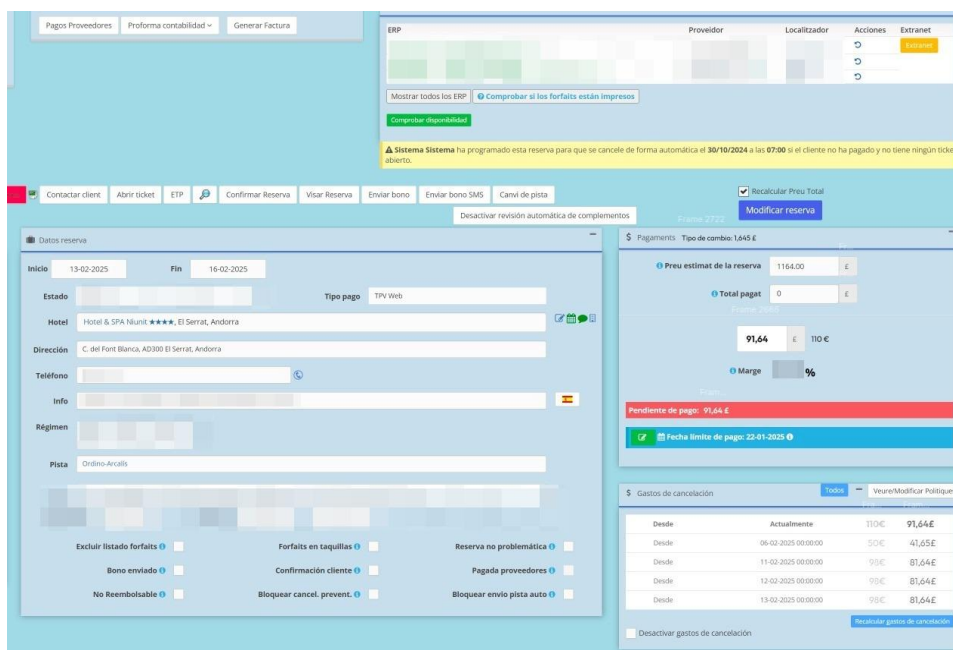 Pagos Proveedores Proforma contabilidad Generar Factura
ERP Proveidor Localitzador Acciones Extranet
Extranet
Mostrar todos los ERP Comprobar si los forfaits están impresos
Comprobar disponibilidad
Sistema Sistema ha programado esta reserva para que se cancele de forma automática el 30/10/2024 a las 07:00 si el cliente no ha pagado y no tiene ningún ticke
abierto.
Contactar client Abrir ticket ETP Confirmar Reserva Visar Reserva Enviar bono Enviar bono SMS Canvi de pista
Recalcular Preu Total
Modificar reserva
Desactivar revisión automática de complementos
Frame 2722
Datos reserva
Inicio 13-02-2025 Fin 16-02-2025
Estado Tipo pago TPV Web
Hotel Hotel & SPA Niunit ★★★★, El Serrat, Andorra
Dirección C. del Font Blanca, AD300 El Serrat, Andorra
Teléfono
Info
Régimen
Pista Ordino-Arcalís
Excluir listado forfaits Forfaits en taquillas Reserva no problemática
Bono enviado Confirmación cliente Pagada proveedores
No Reembolsable Bloquear cancel. prevent. Bloquear envio pista auto
$ Pagaments Tipo de cambio: 1,645 £
Preu estimat de la reserva 1164.00 £
Total pagat 0 £
91,64 £ 110 €
Marge %
Pendiente de pago: 91,64 £
Fecha límite de pago: 22-01-2025
$ Gastos de cancelación Todos Veure/Modificar Polítique
Desde Actualmente 110€ 91,64£
Desde 06-02-2025 00:00:00 50€ 41,65£
Desde 11-02-2025 00:00:00 98€ 81,64£
Desde 12-02-2025 00:00:00 98€ 81,64£
Desde 13-02-2025 00:00:00 98€ 81,64£
Recalcular gastos de cancelación
Desactivar gastos de cancelación